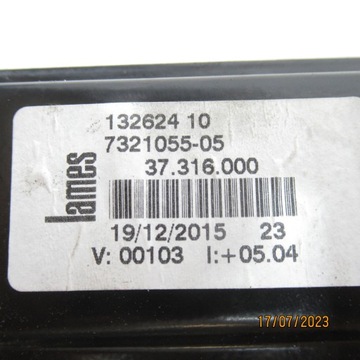 lames
132624 10
7321055-05
37.316.000
19/12/2015 23
V: 00103 I:+05.04
17/07/2023